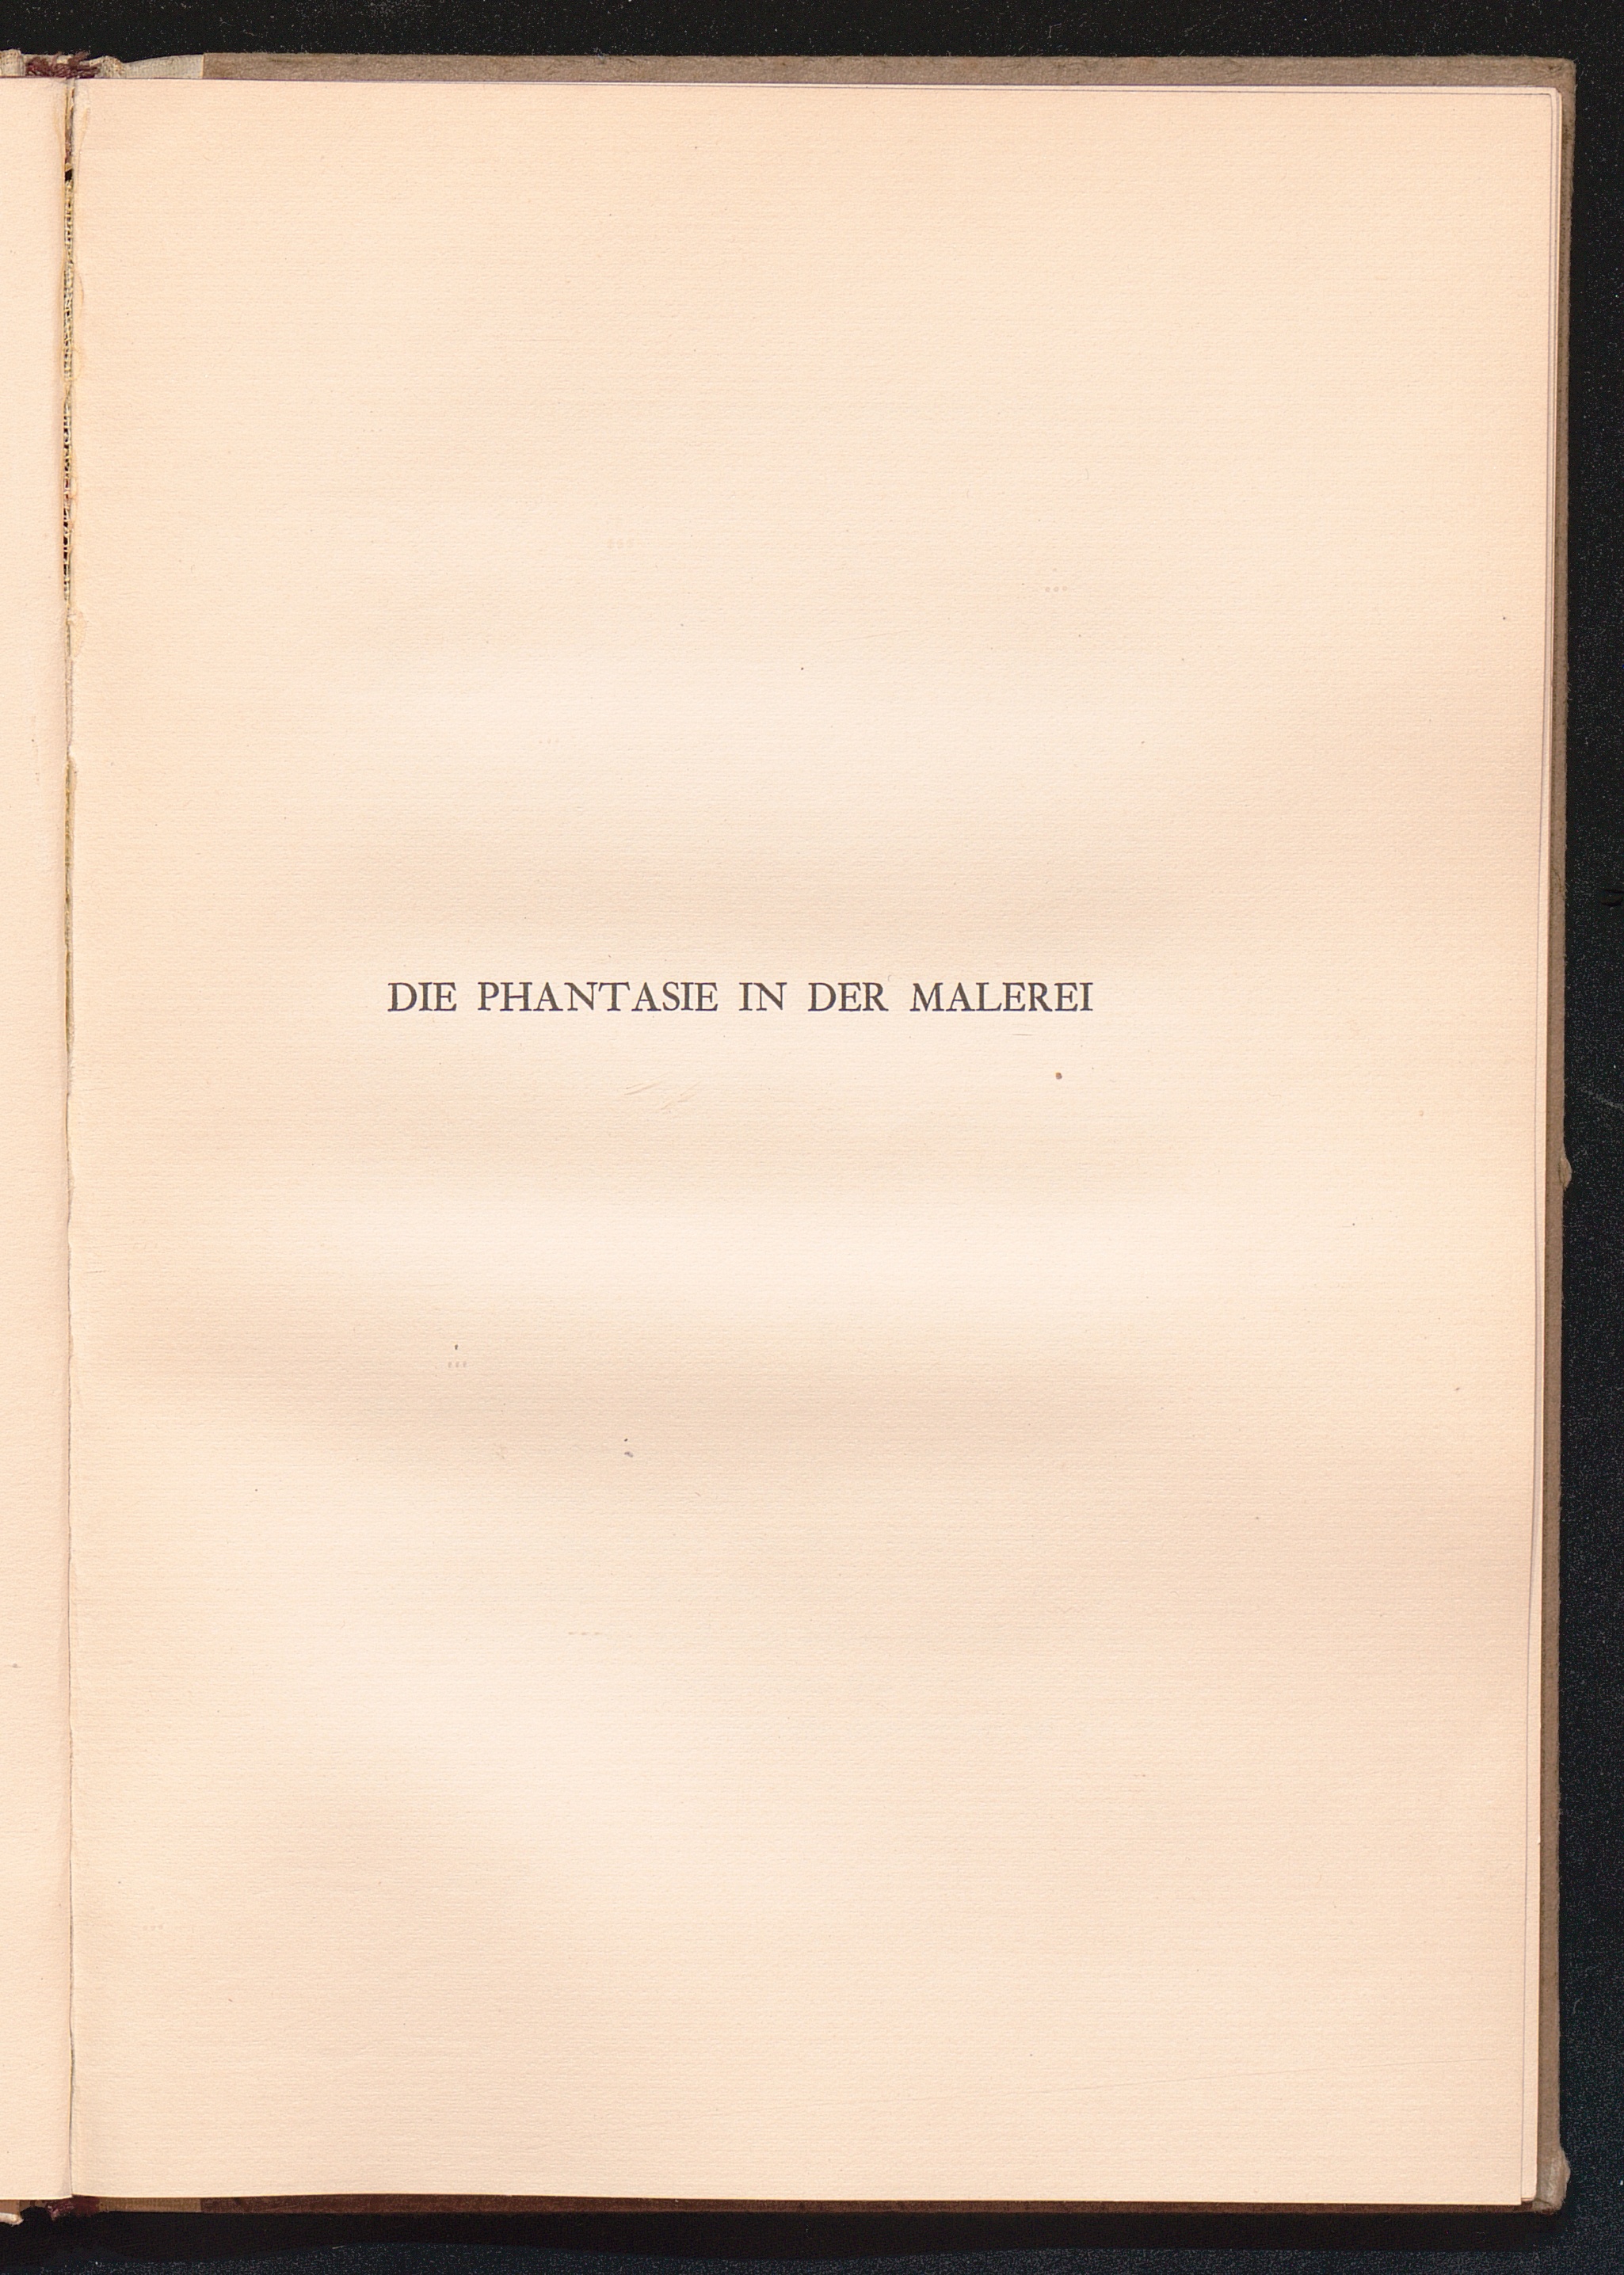 DIE PHANTASIE IN DER MALEREI